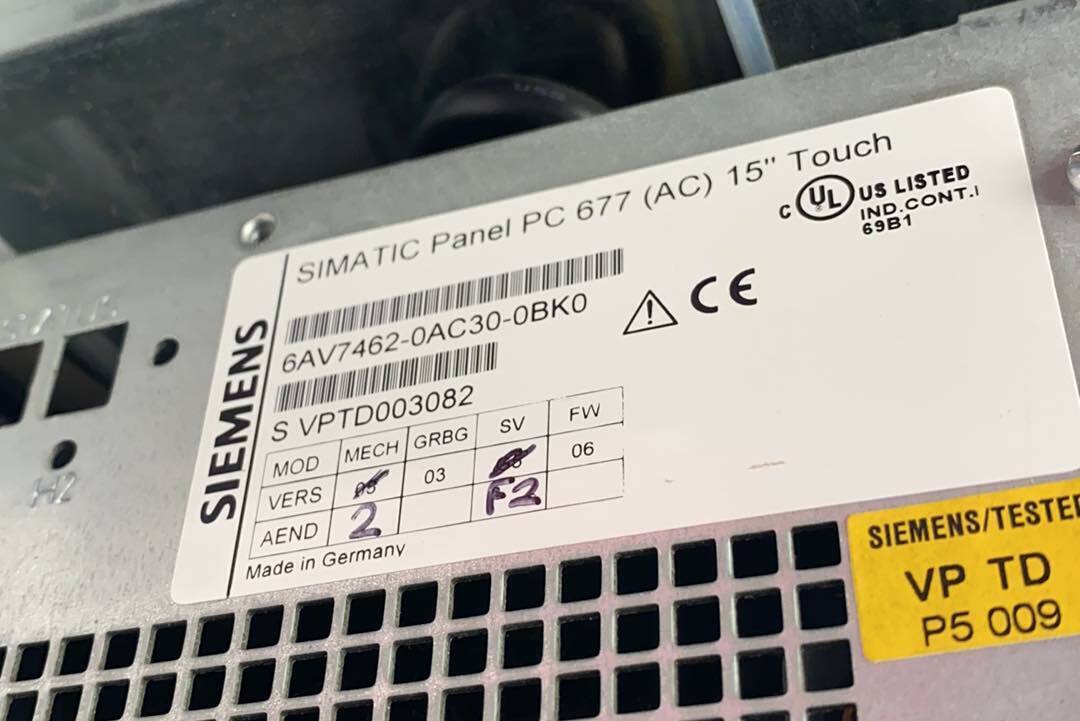 SIEMENS
SIMATIC Panel PC 677 (AC) 15" Touch
C UL US LISTED
IND.CONT.
69B1
6AV7462-0AC30-0BK0
CE
S VPTD003082
MOD MECH GRBG SV FW
VERS 03 06
AEND 2 F2
Made in Germany
H2
SIEMENS/TESTED
VP TD
P5 009